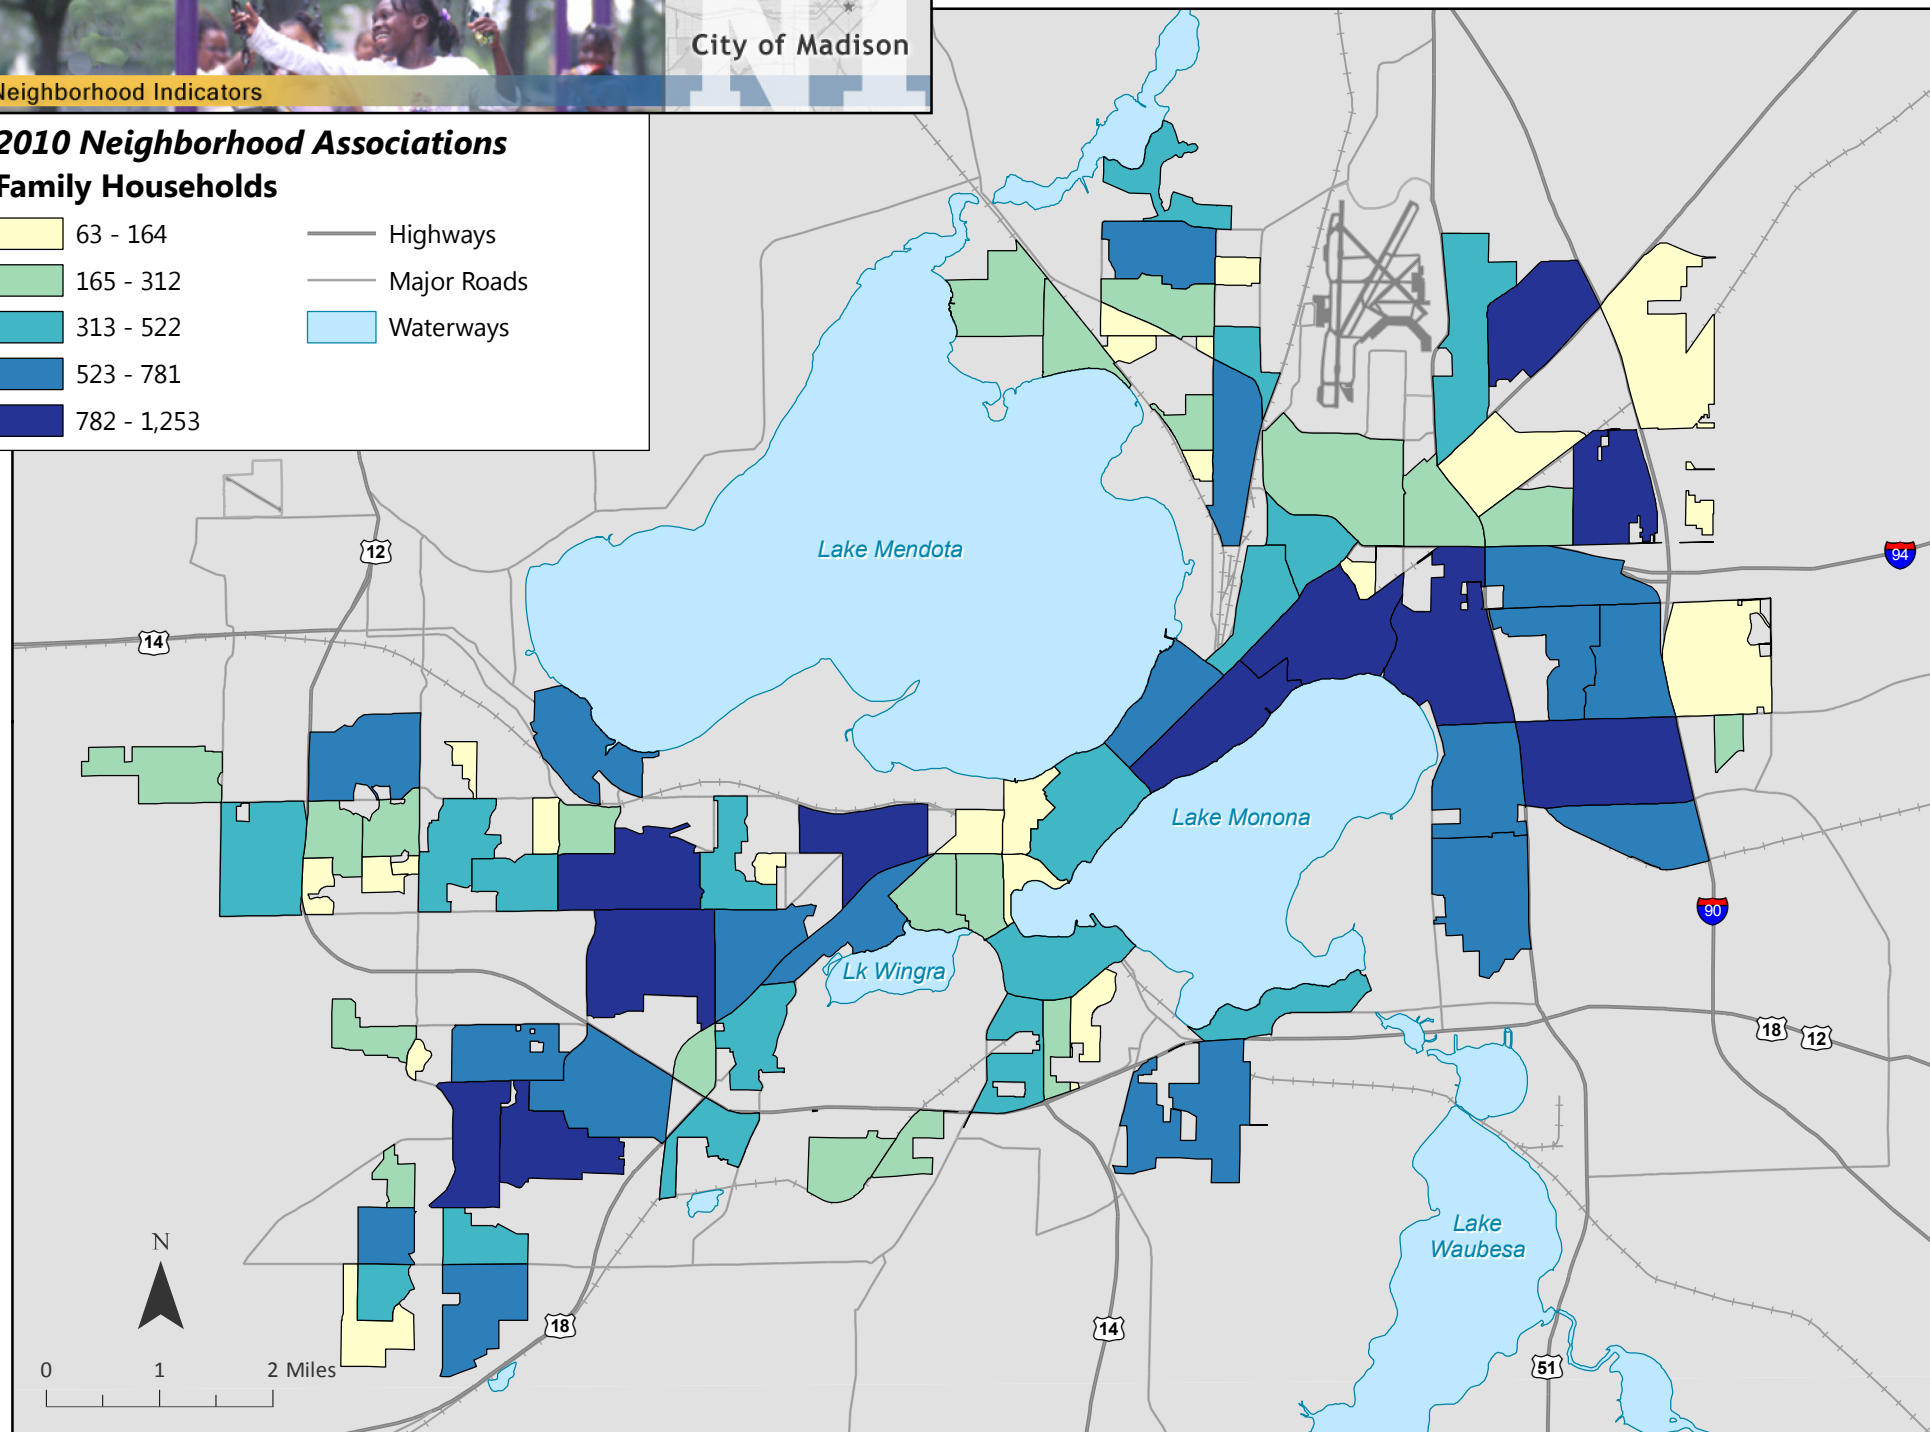 City of Madison
Neighborhood Indicators
2010 Neighborhood Associations
Family Households
63 - 164
165 - 312
313 - 522
523 - 781
782 - 1,253
Highways
Major Roads
Waterways
12
14
Lake Mendota
94
Lake Monona
90
Lk Wingra
18
12
Lake
Waubesa
N
18
14
51
0 1 2 Miles